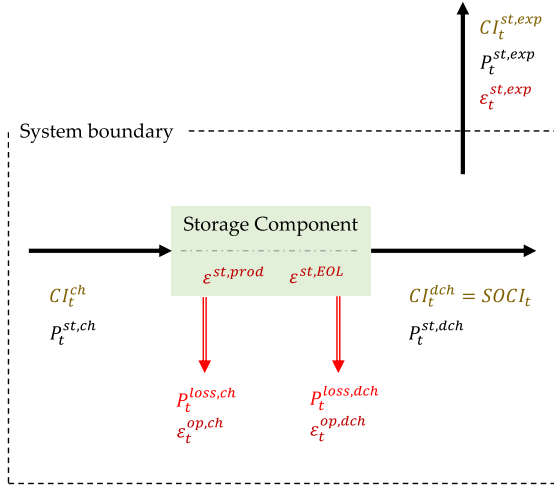 CI_t^{st,exp}
P_t^{st,exp}
ε_t^{st,exp}
System boundary
Storage Component
ε^{st,prod} ε^{st,EOL}
CI_t^{ch} CI_t^{dch} = SOCI_t
P_t^{st,ch} P_t^{st,dch}
P_t^{loss,ch} P_t^{loss,dch}
ε_t^{op,ch} ε_t^{op,dch}